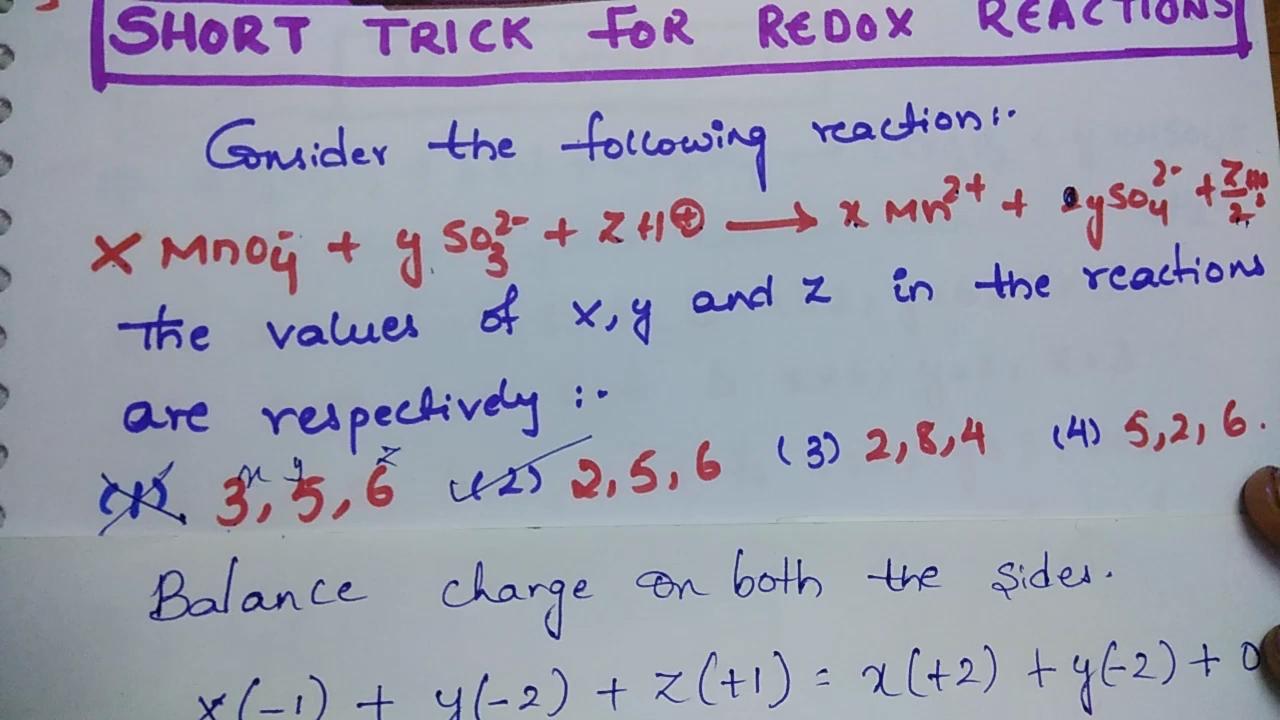 SHORT TRICK FOR REDOX REACTIONS
Consider the following reaction:-
x MnO₄⁻ + y SO₃²⁻ + z H⊕ → x Mn²⁺ + y SO₄²⁻ + z/2
The values of x, y and z in the reactions
are respectively :-
x y z
(1) 3, 5, 6 (2) 2, 5, 6 (3) 2, 8, 4 (4) 5, 2, 6.
Balance charge on both the sides.
x(-1) + y(-2) + z(+1) = x(+2) + y(-2) + 0